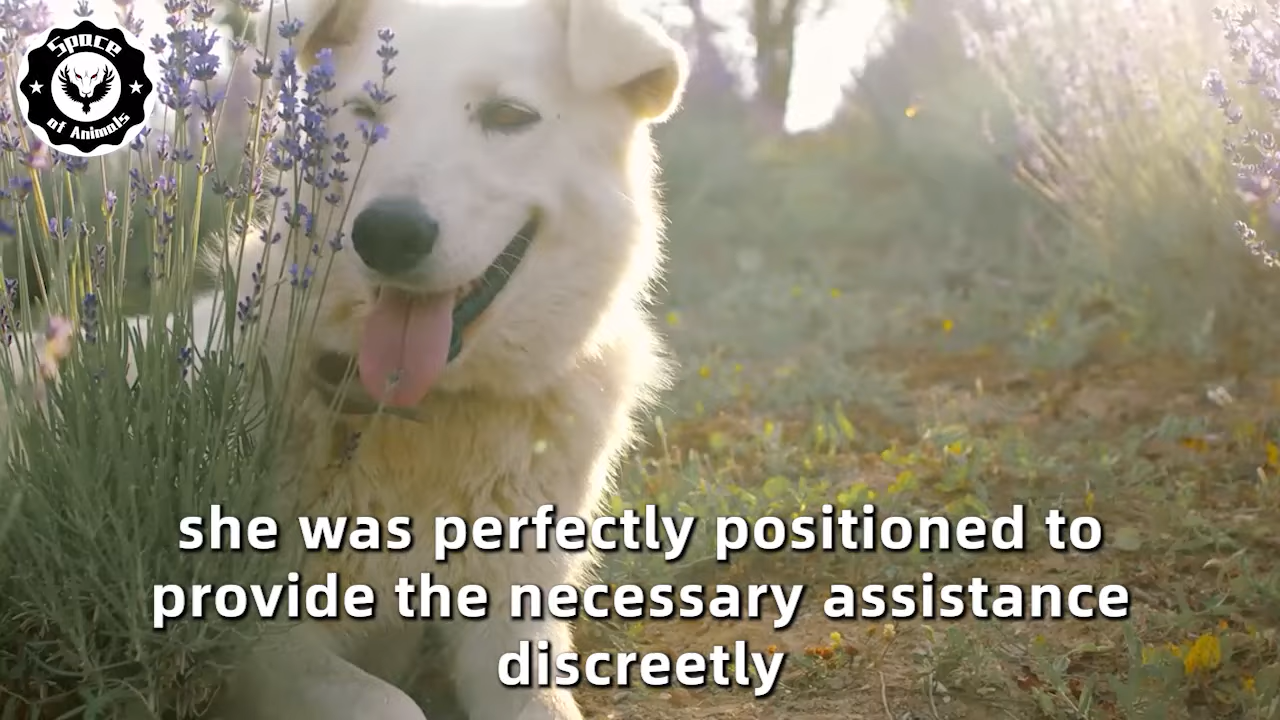 Space
of Animals
she was perfectly positioned to
provide the necessary assistance
discreetly